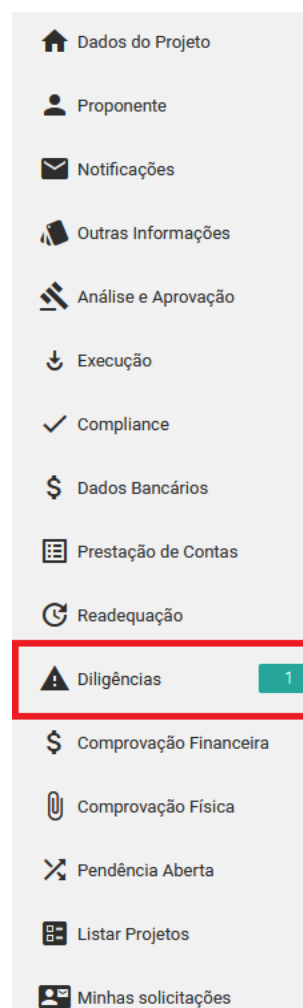 Dados do Projeto
Proponente
Notificações
Outras Informações
Análise e Aprovação
Execução
Compliance
Dados Bancários
Prestação de Contas
Readequação
Diligências 1
Comprovação Financeira
Comprovação Física
Pendência Aberta
Listar Projetos
Minhas solicitações